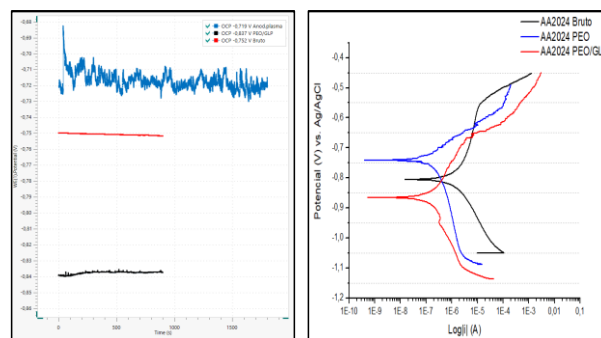 OCP -0,719 V Anod.plasma
OCP -0,837 V PEO/GLP
OCP -0,752 V Bruto
-0,69
-0,70
-0,71
-0,72
-0,73
-0,74
-0,75
-0,76
-0,77
-0,78
-0,79
-0,80
-0,81
-0,82
-0,83
-0,84
-0,85
-0,86
0
500
1000
1500
Time (s)
AA2024 Bruto
AA2024 PEO
AA2024 PEO/GL
Potencial (V) vs. Ag/AgCl
-0,4
-0,5
-0,6
-0,7
-0,8
-0,9
-1,0
-1,1
-1,2
1E-10
1E-9
1E-8
1E-7
1E-6
1E-5
1E-4
1E-3
0,01
0,1
Log|i| (A)